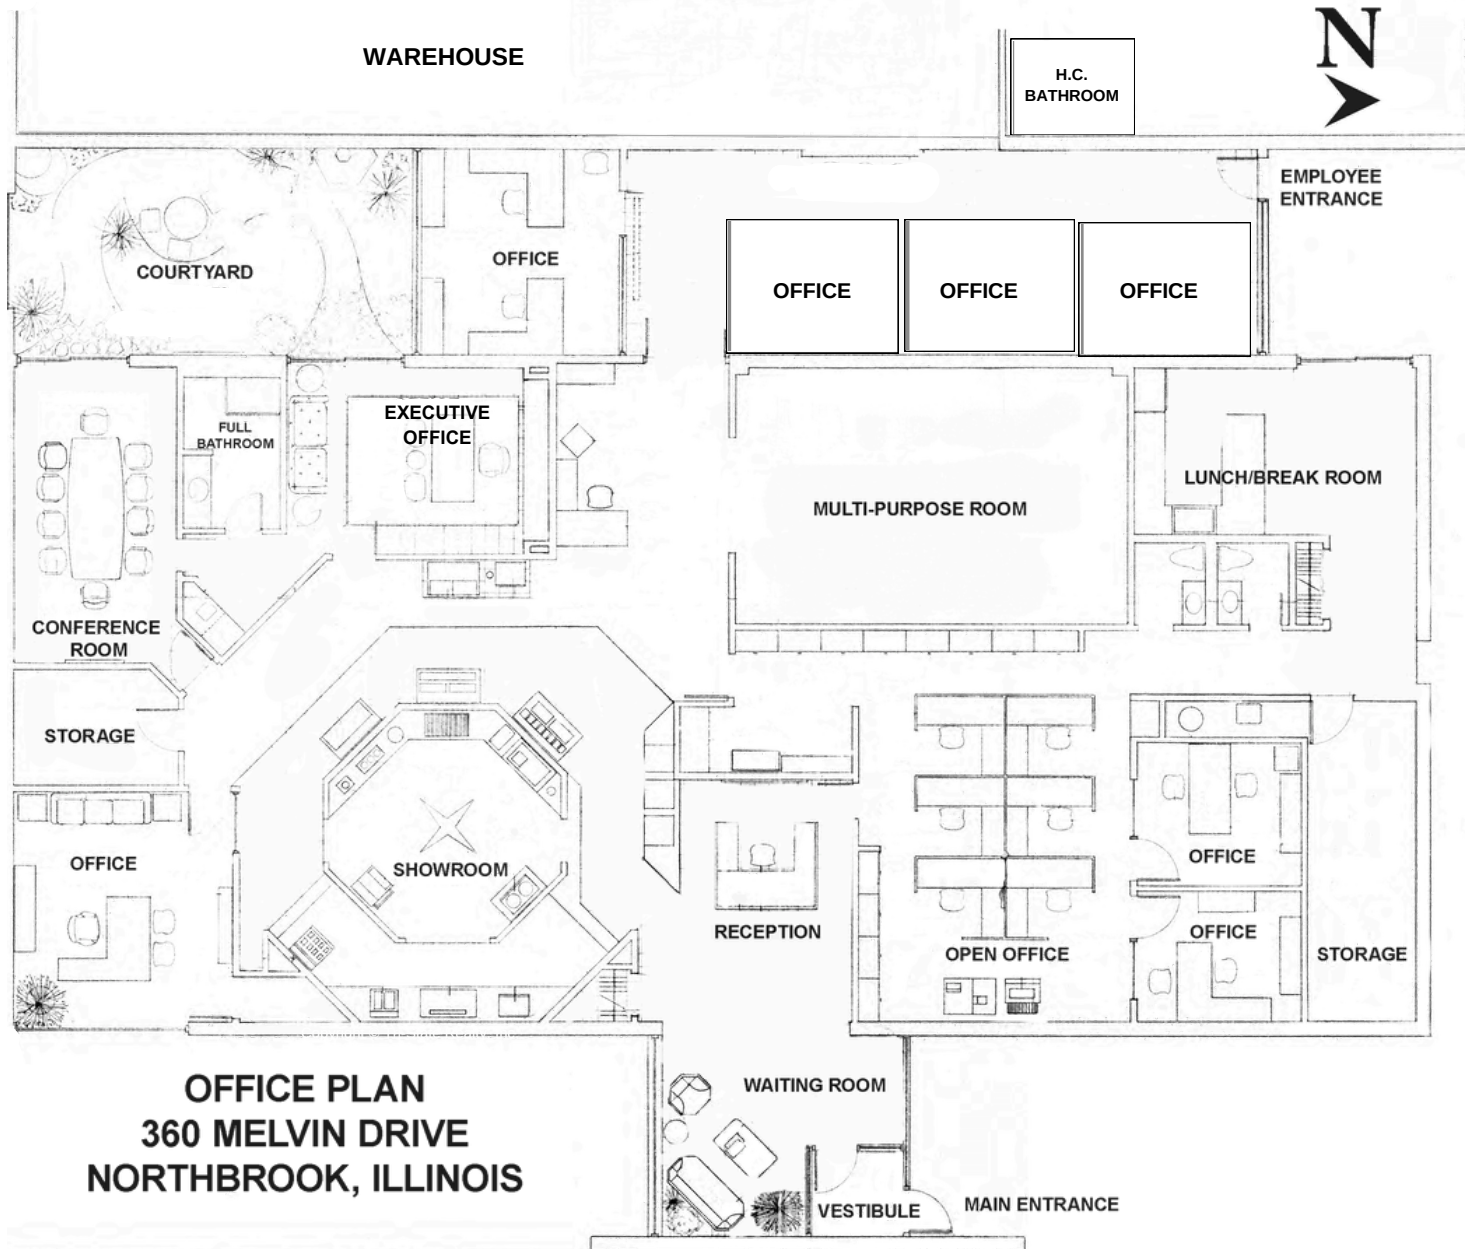 WAREHOUSE
H.C.
BATHROOM
N
EMPLOYEE
ENTRANCE
COURTYARD
OFFICE
OFFICE
OFFICE
OFFICE
EXECUTIVE
OFFICE
FULL
BATHROOM
LUNCH/BREAK ROOM
MULTI-PURPOSE ROOM
CONFERENCE
ROOM
STORAGE
OFFICE
SHOWROOM
OFFICE
RECEPTION
OFFICE
OPEN OFFICE
STORAGE
OFFICE PLAN
360 MELVIN DRIVE
NORTHBROOK, ILLINOIS
WAITING ROOM
VESTIBULE
MAIN ENTRANCE